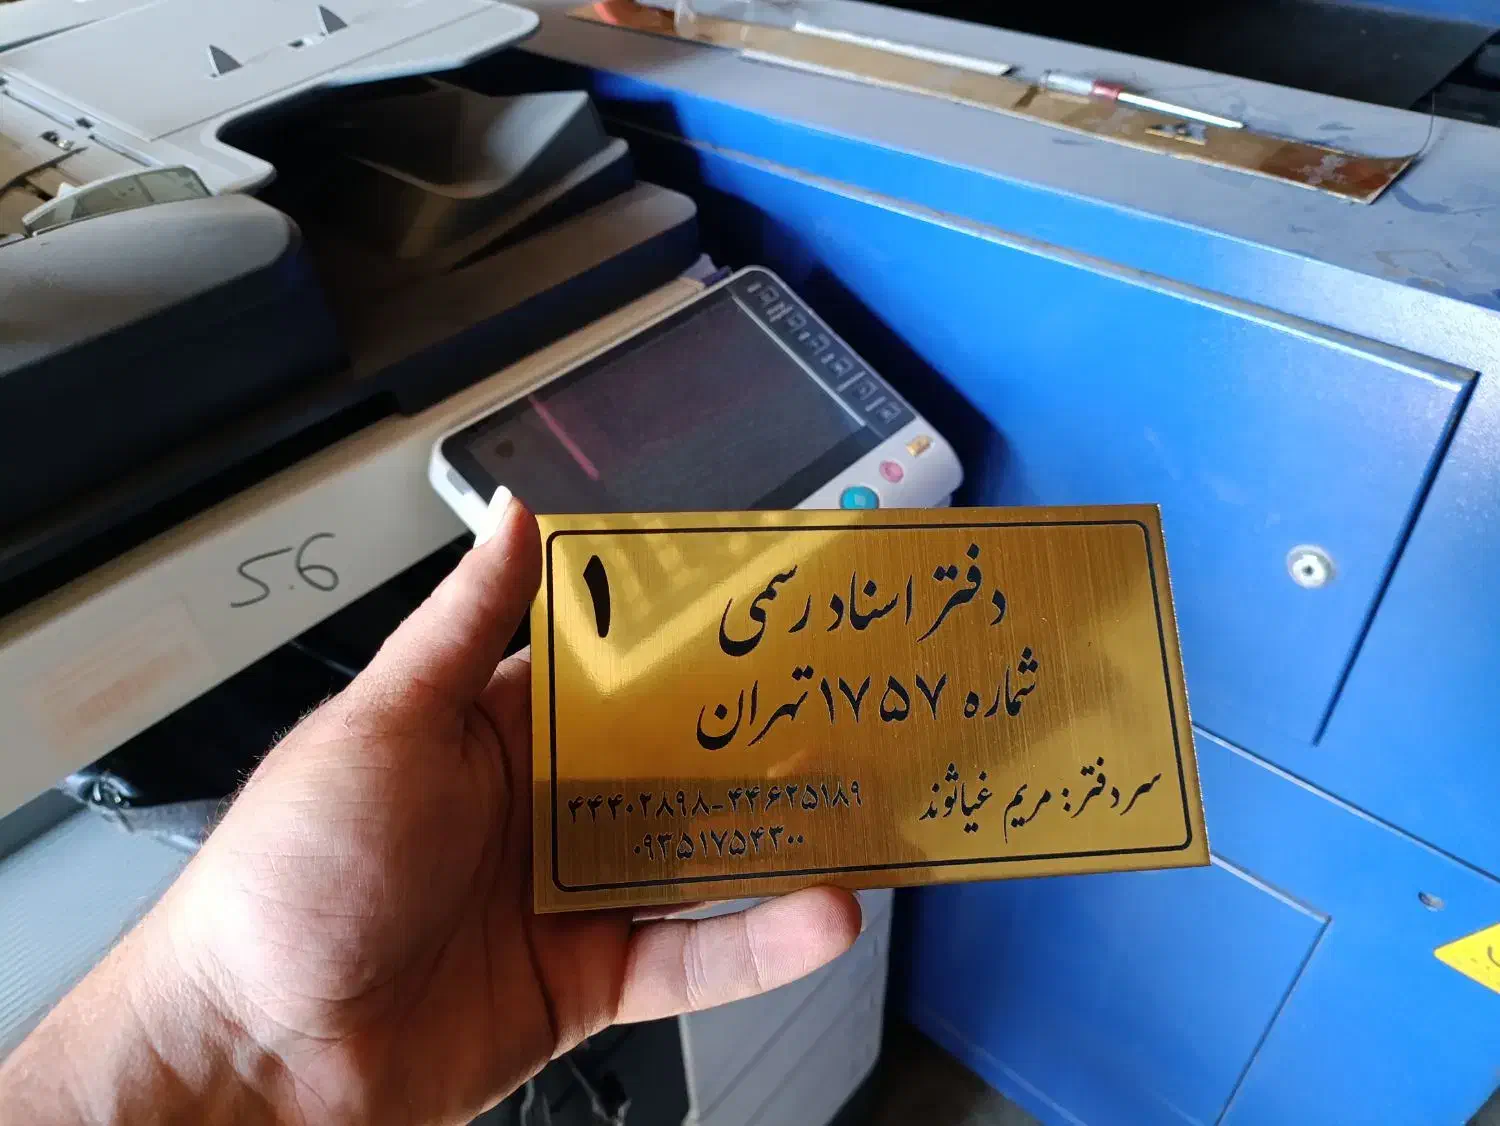 دفتر اسناد رسمی
۱
شماره ۱۷۵۷ تهران
سردفتر: مریم غیاثوند
۴۴۴۰۲۸۹۸-۴۴۶۲۵۱۸۹
۰۹۳۵۱۷۵۴۳۰۰
5.6